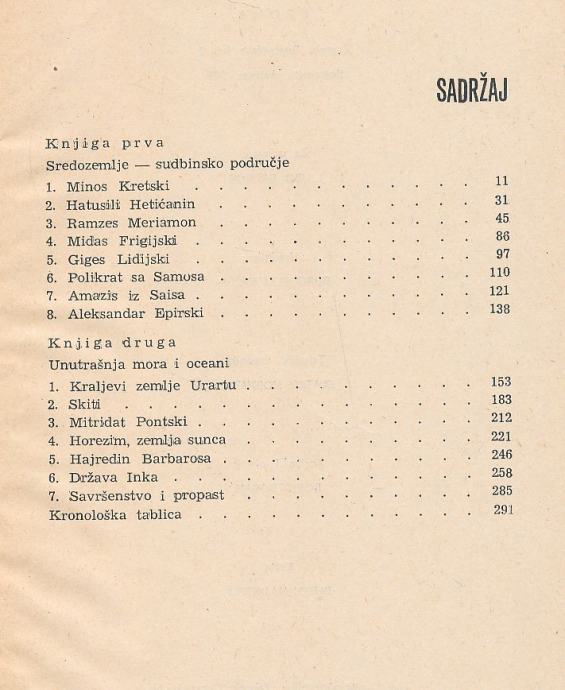 SADRŽAJ
Knjiga prva
Sredozemlje — sudbinsko područje
1. Minos Kretski . . . . . . . . . . . . 11
2. Hatusili Hetićanin . . . . . . . . . . . 31
3. Ramzes Meriamon . . . . . . . . . . . 45
4. Midas Frigijski . . . . . . . . . . . . 86
5. Giges Lidijski . . . . . . . . . . . . 97
6. Polikrat sa Samosa . . . . . . . . . . . 110
7. Amazis iz Saisa . . . . . . . . . . . . 121
8. Aleksandar Epirski . . . . . . . . . . . 138
Knjiga druga
Unutrašnja mora i oceani
1. Kraljevi zemlje Urartu . . . . . . . . . . 153
2. Skiti . . . . . . . . . . . . . . . 183
3. Mitridat Pontski . . . . . . . . . . . . 212
4. Horezim, zemlja sunca . . . . . . . . . . 221
5. Hajredin Barbarosa . . . . . . . . . . . 246
6. Država Inka . . . . . . . . . . . . . 258
7. Savršenstvo i propast . . . . . . . . . . 285
Kronološka tablica . . . . . . . . . . . . 291